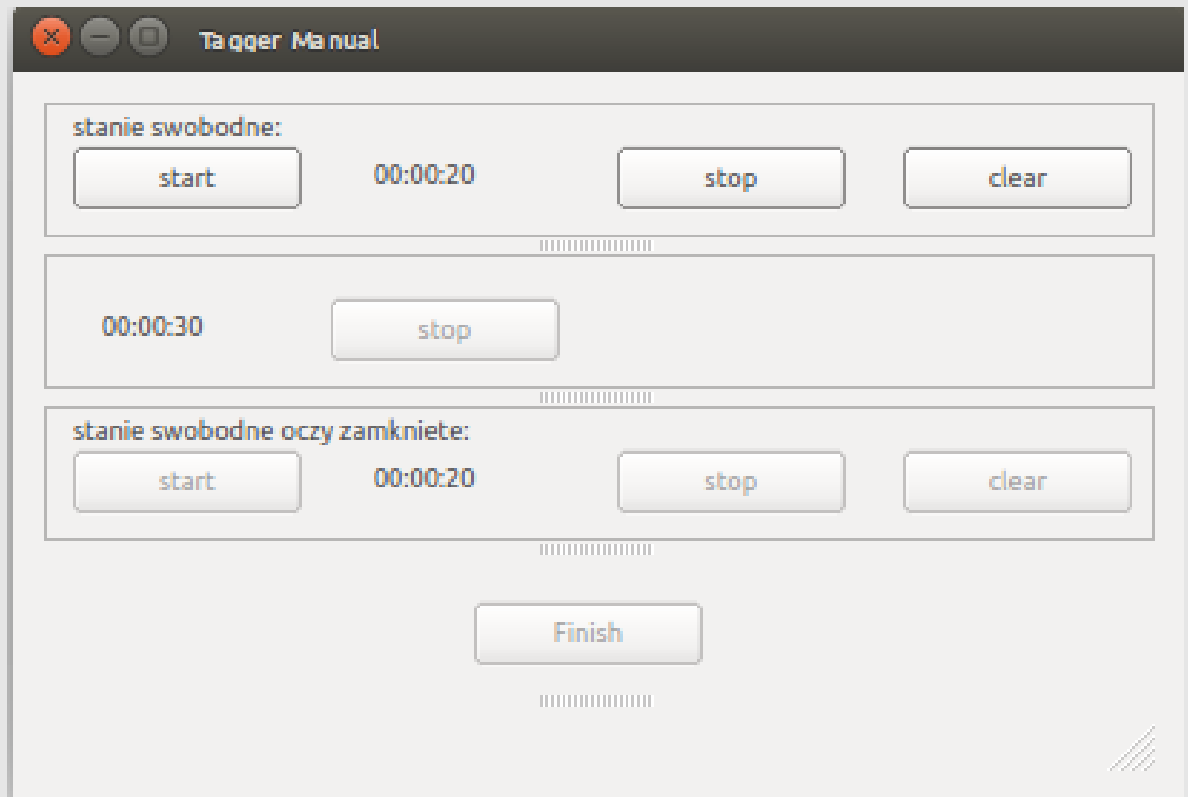 Tagger Manual
stanie swobodne:
start 00:00:20 stop clear
00:00:30 stop
stanie swobodne oczy zamkniete:
start 00:00:20 stop clear
Finish